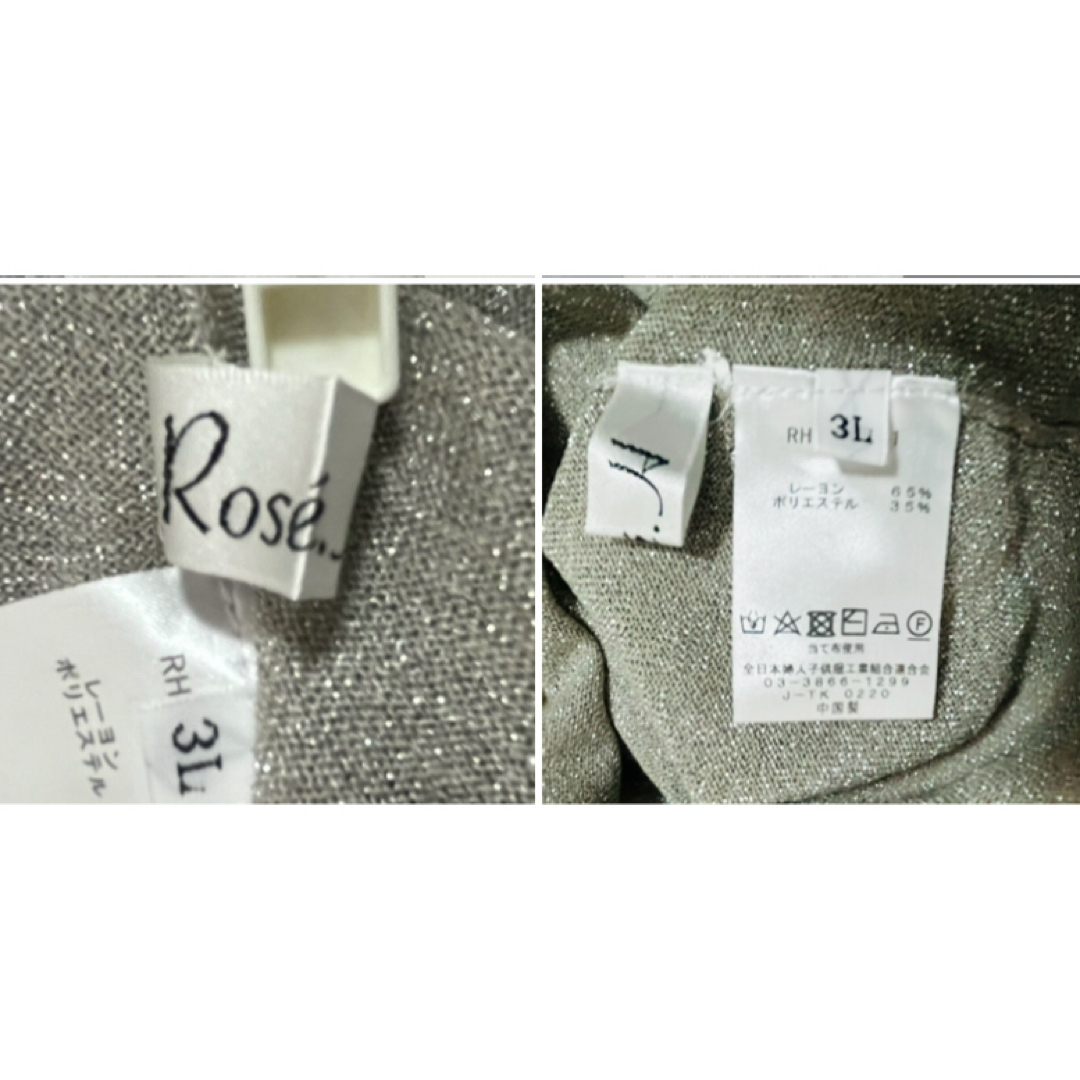 Rosé.
RH
3L
レーヨン
ポリエステル
RH 3L
レーヨン 65%
ポリエステル 35%
F
当て布使用
全日本婦人子供服工業組合連合会
03-3866-1299
J-TK 0220
中国製